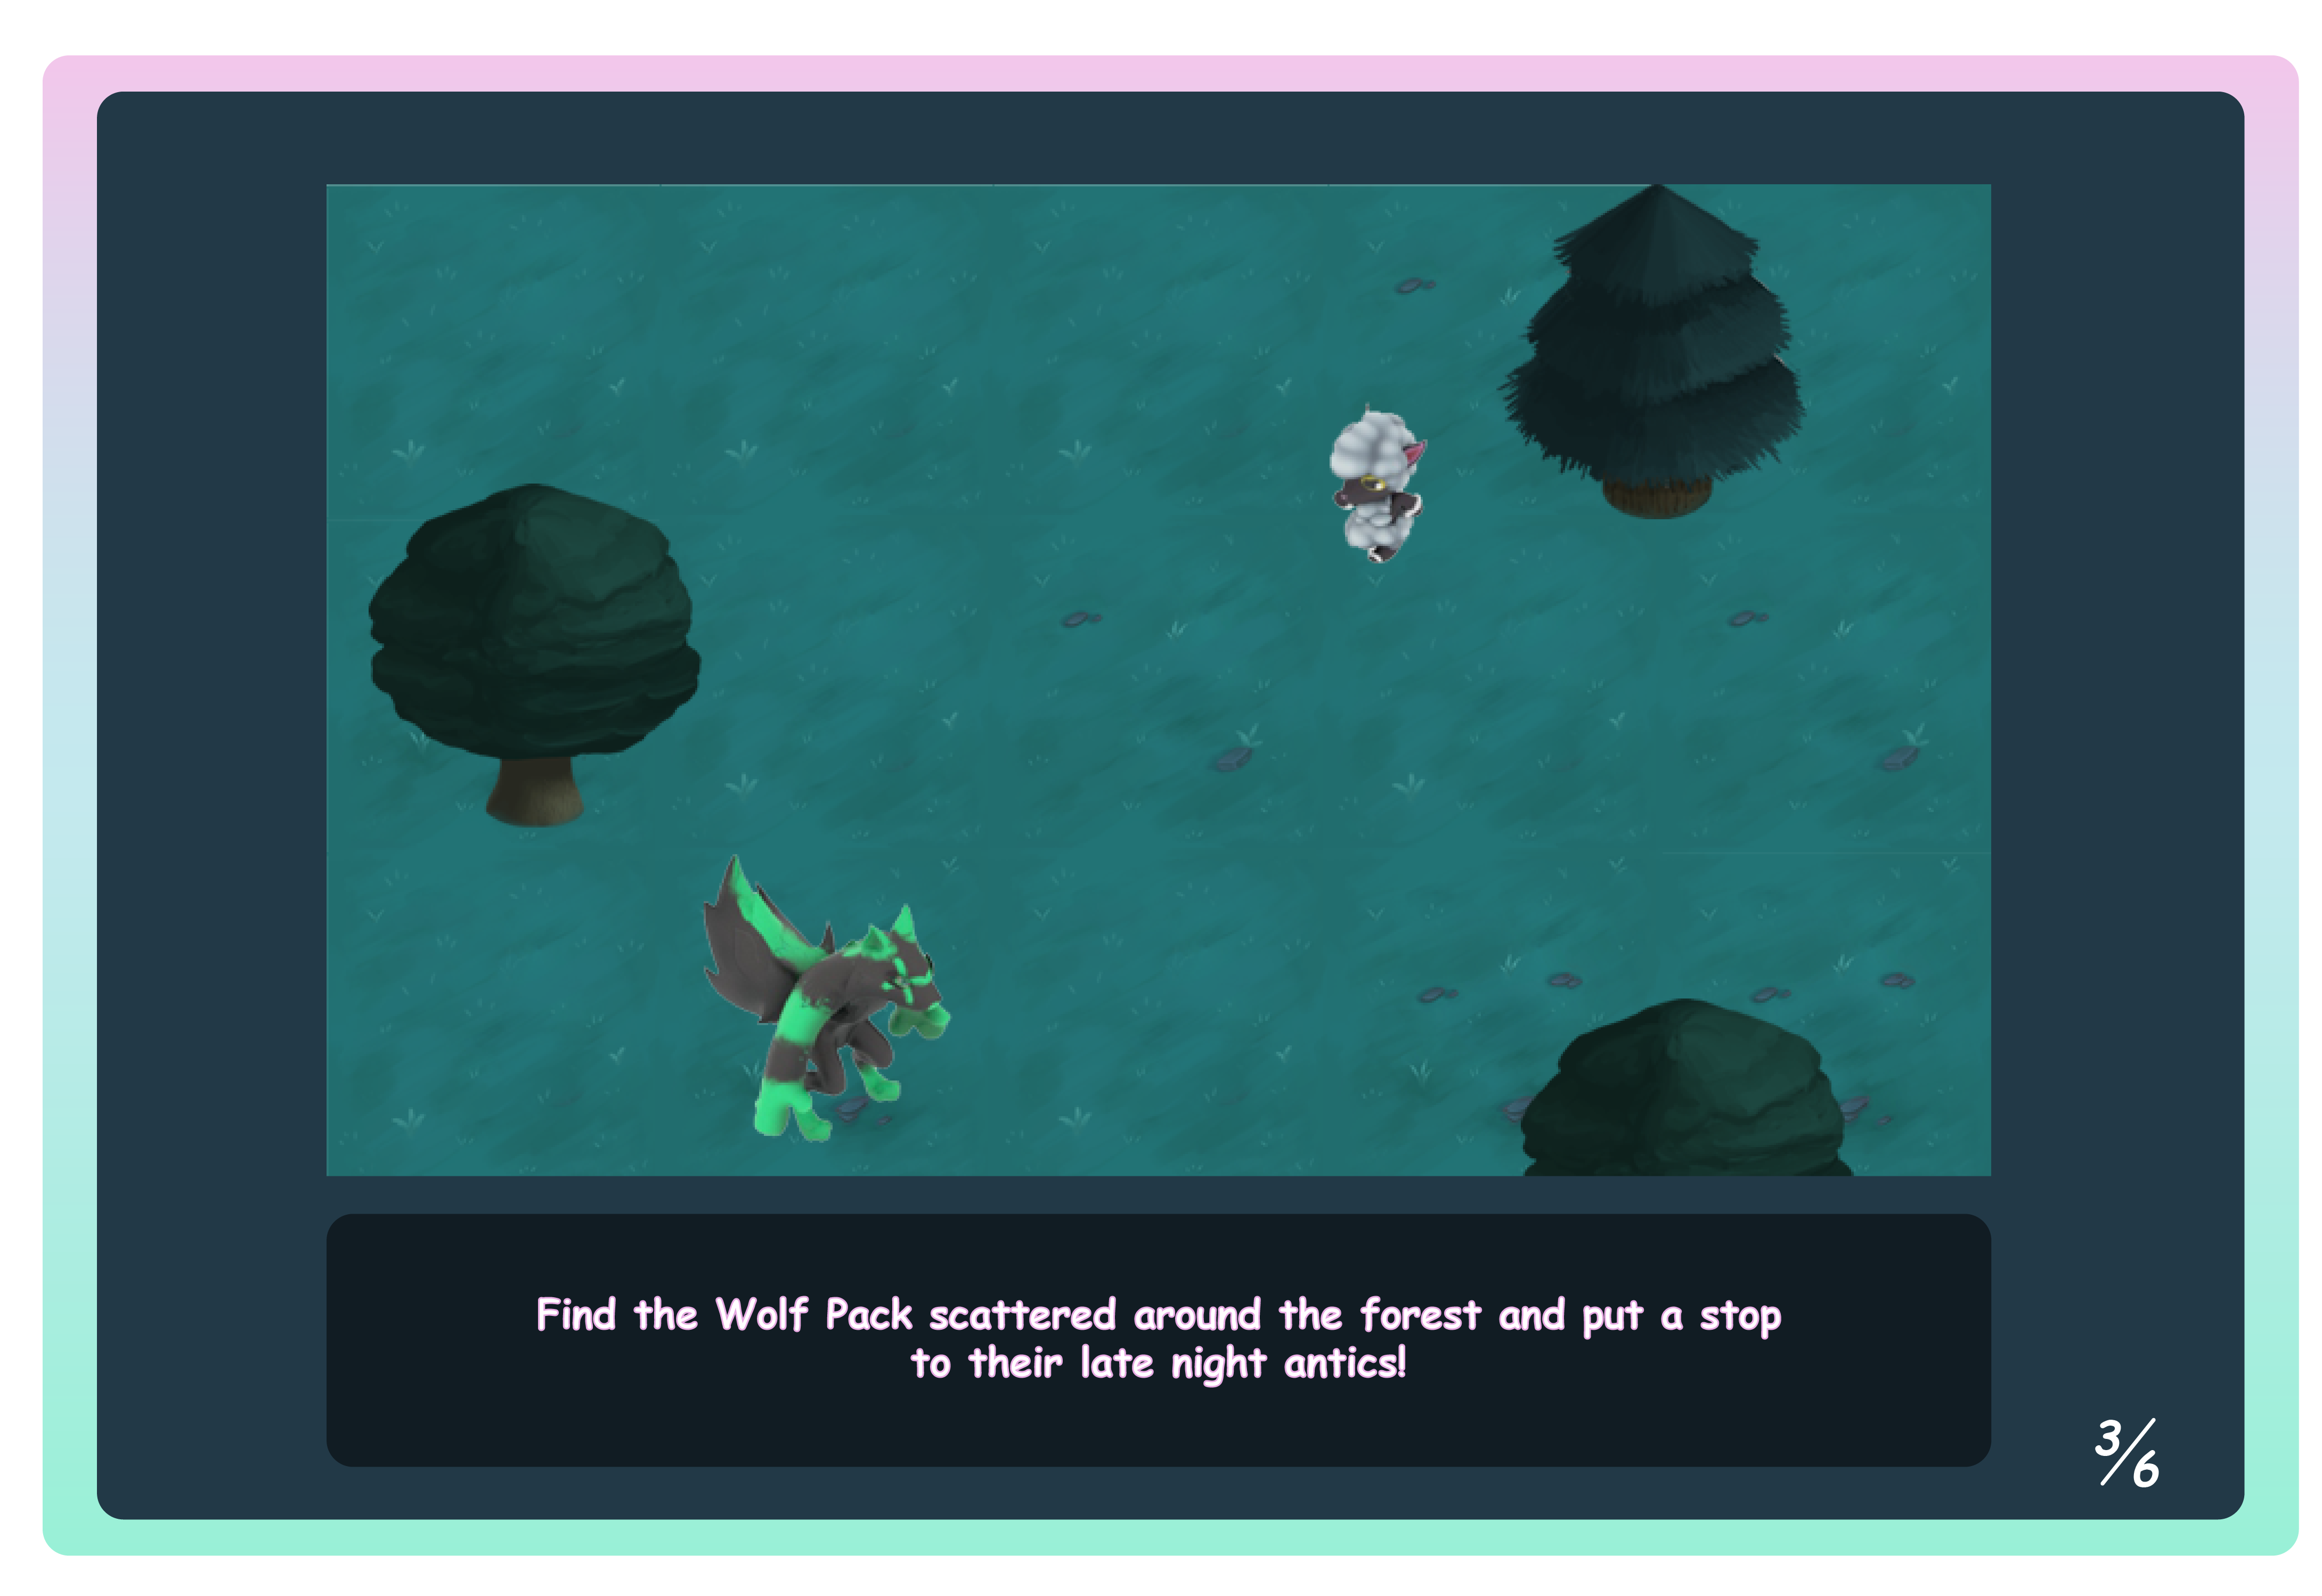 Find the Wolf Pack scattered around the forest and put a stop
to their late night antics!
3/6